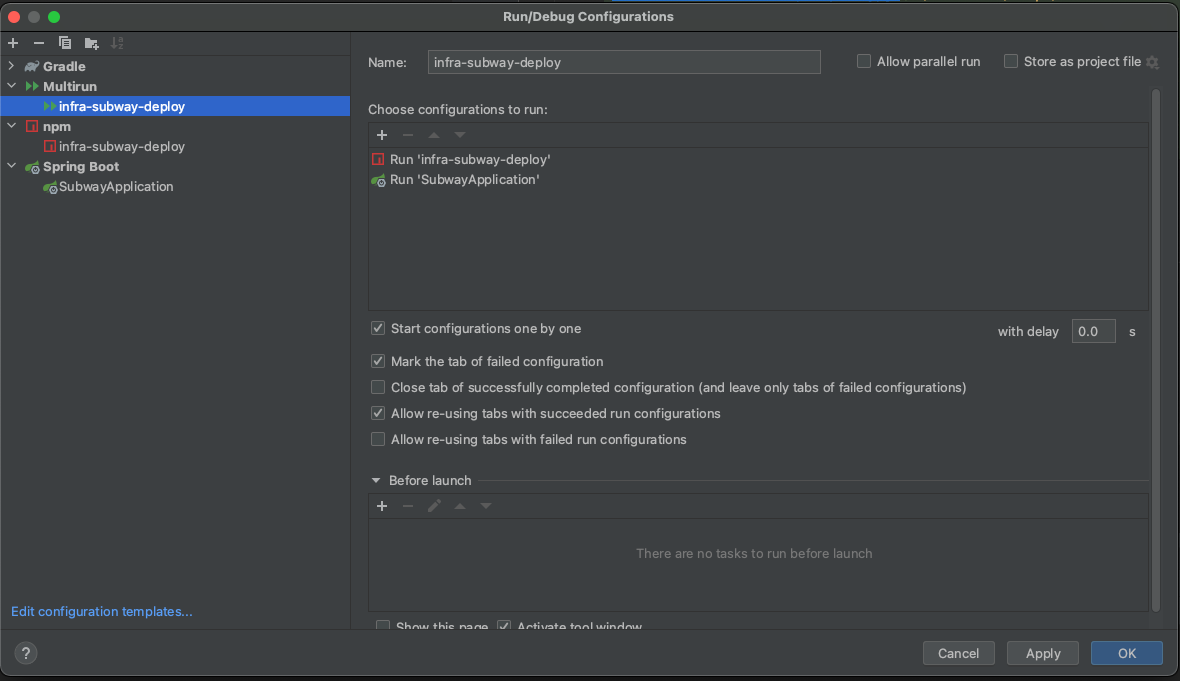 Run/Debug Configurations
Gradle
Multirun
infra-subway-deploy
npm
infra-subway-deploy
Spring Boot
SubwayApplication
Edit configuration templates...
Name: infra-subway-deploy Allow parallel run Store as project file
Choose configurations to run:
Run 'infra-subway-deploy'
Run 'SubwayApplication'
Start configurations one by one with delay 0.0 s
Mark the tab of failed configuration
Close tab of successfully completed configuration (and leave only tabs of failed configurations)
Allow re-using tabs with succeeded run configurations
Allow re-using tabs with failed run configurations
Before launch
There are no tasks to run before launch
Show this page Activate tool window
? Cancel Apply OK